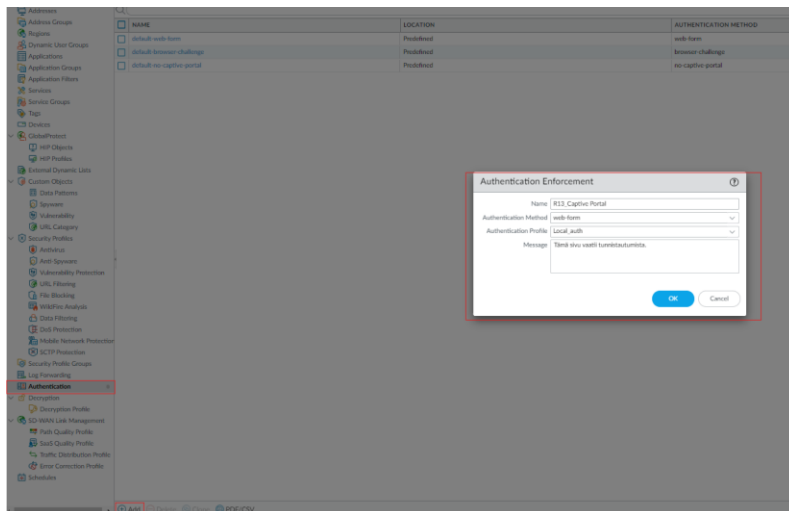 Addresses
Address Groups
Regions
Dynamic User Groups
Applications
Application Groups
Application Filters
Services
Service Groups
Tags
Devices
GlobalProtect
HIP Objects
HIP Profiles
External Dynamic Lists
Custom Objects
Data Patterns
Spyware
Vulnerability
URL Category
Security Profiles
Antivirus
Anti-Spyware
Vulnerability Protection
URL Filtering
File Blocking
WildFire Analysis
Data Filtering
DoS Protection
Mobile Network Protection
SCTP Protection
Security Profile Groups
Log Forwarding
Authentication
Decryption
Decryption Profile
SD-WAN Link Management
Path Quality Profile
SaaS Quality Profile
Traffic Distribution Profile
Error Correction Profile
Schedules
NAME LOCATION AUTHENTICATION METHOD
default-web-form Predefined web-form
default-browser-challenge Predefined browser-challenge
default-no-captive-portal Predefined no-captive-portal
Authentication Enforcement
Name R13_Captive Portal
Authentication Method web-form
Authentication Profile Local_auth
Message Tämä sivu vaatii tunnistautumista.
OK Cancel
Add Delete Clone PDF/CSV